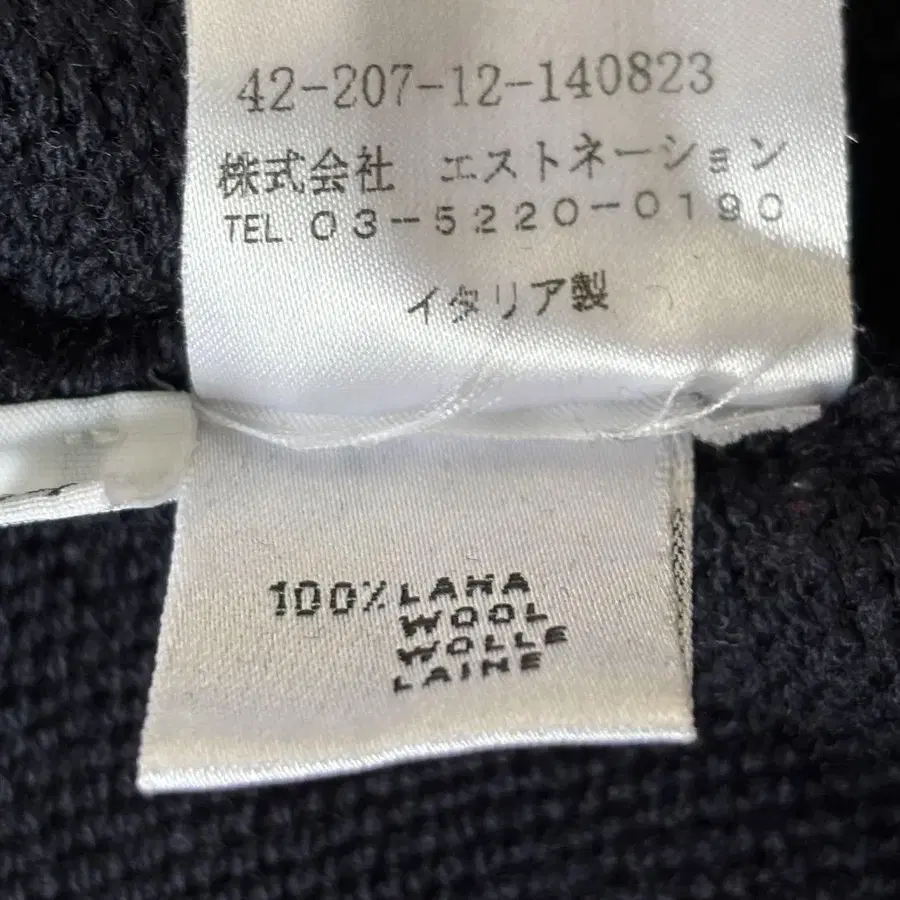 42-207-12-140823
株式会社 エストネーション
TEL. 03-5220-0190
イタリア製
100% LANA
WOOL
WOLLE
LAINE